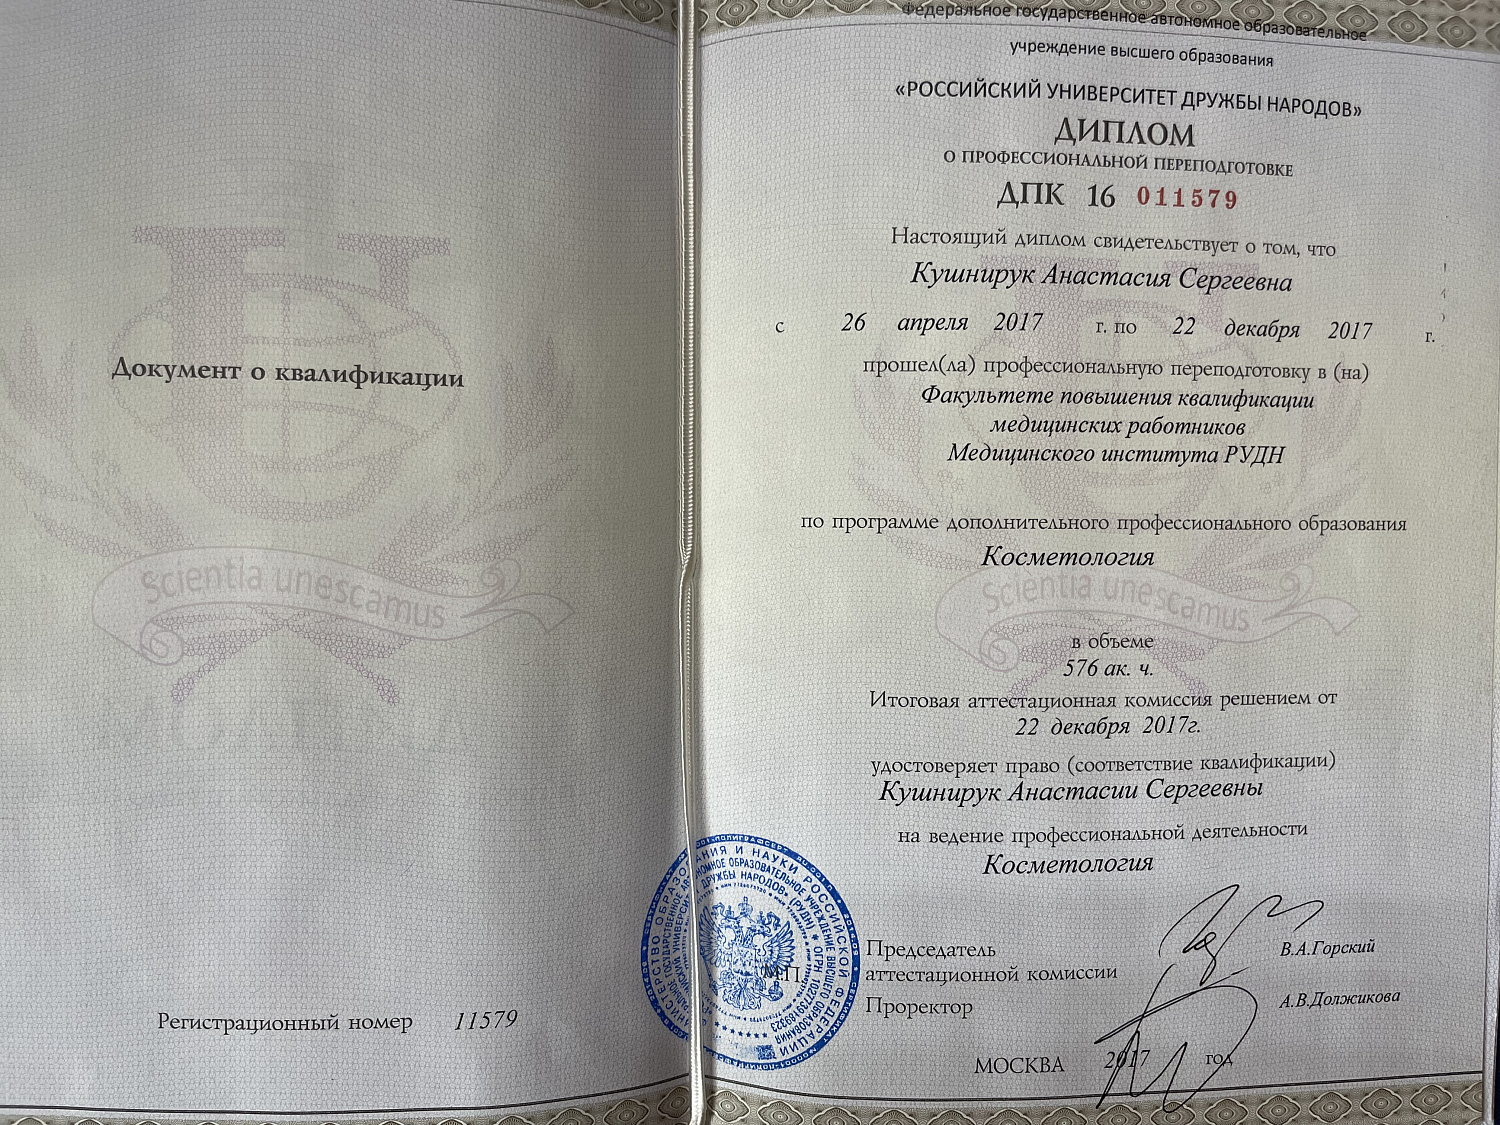 Документ о квалификации
Scientia unescamus
Регистрационный номер 11579
Федеральное государственное автономное образовательное
учреждение высшего образования
«РОССИЙСКИЙ УНИВЕРСИТЕТ ДРУЖБЫ НАРОДОВ»
ДИПЛОМ
О ПРОФЕССИОНАЛЬНОЙ ПЕРЕПОДГОТОВКЕ
ДПК 16 011579
Настоящий диплом свидетельствует о том, что
Кушнирук Анастасия Сергеевна
с 26 апреля 2017 г. по 22 декабря 2017 г.
прошел(ла) профессиональную переподготовку в (на)
Факультете повышения квалификации
медицинских работников
Медицинского института РУДН
по программе дополнительного профессионального образования
Косметология
Scientia unescamus
в объеме
576 ак. ч.
Итоговая аттестационная комиссия решением от
22 декабря 2017г.
удостоверяет право (соответствие квалификации)
Кушнирук Анастасии Сергеевны
на ведение профессиональной деятельности
Косметология
Председатель
аттестационной комиссии
В.А.Горский
М.П.
Проректор
А.В.Должикова
МОСКВА 2017 год